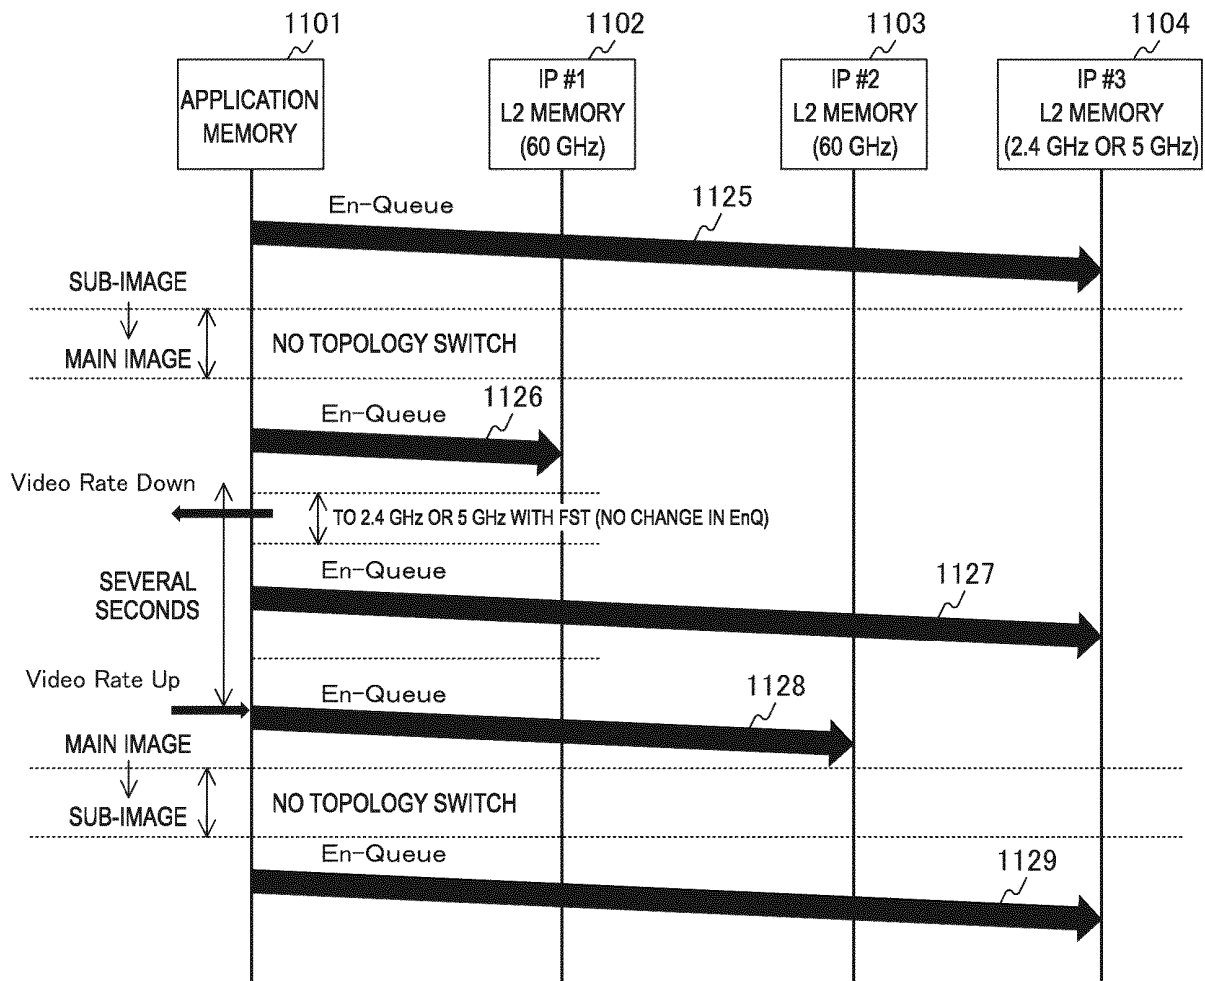 1101
1102
1103
1104
APPLICATION
MEMORY
IP #1
L2 MEMORY
(60 GHz)
IP #2
L2 MEMORY
(60 GHz)
IP #3
L2 MEMORY
(2.4 GHz OR 5 GHz)
En-Queue
1125
SUB-IMAGE
MAIN IMAGE
NO TOPOLOGY SWITCH
En-Queue
1126
Video Rate Down
TO 2.4 GHz OR 5 GHz WITH FST (NO CHANGE IN EnQ)
En-Queue
1127
SEVERAL
SECONDS
Video Rate Up
En-Queue
1128
MAIN IMAGE
SUB-IMAGE
NO TOPOLOGY SWITCH
En-Queue
1129